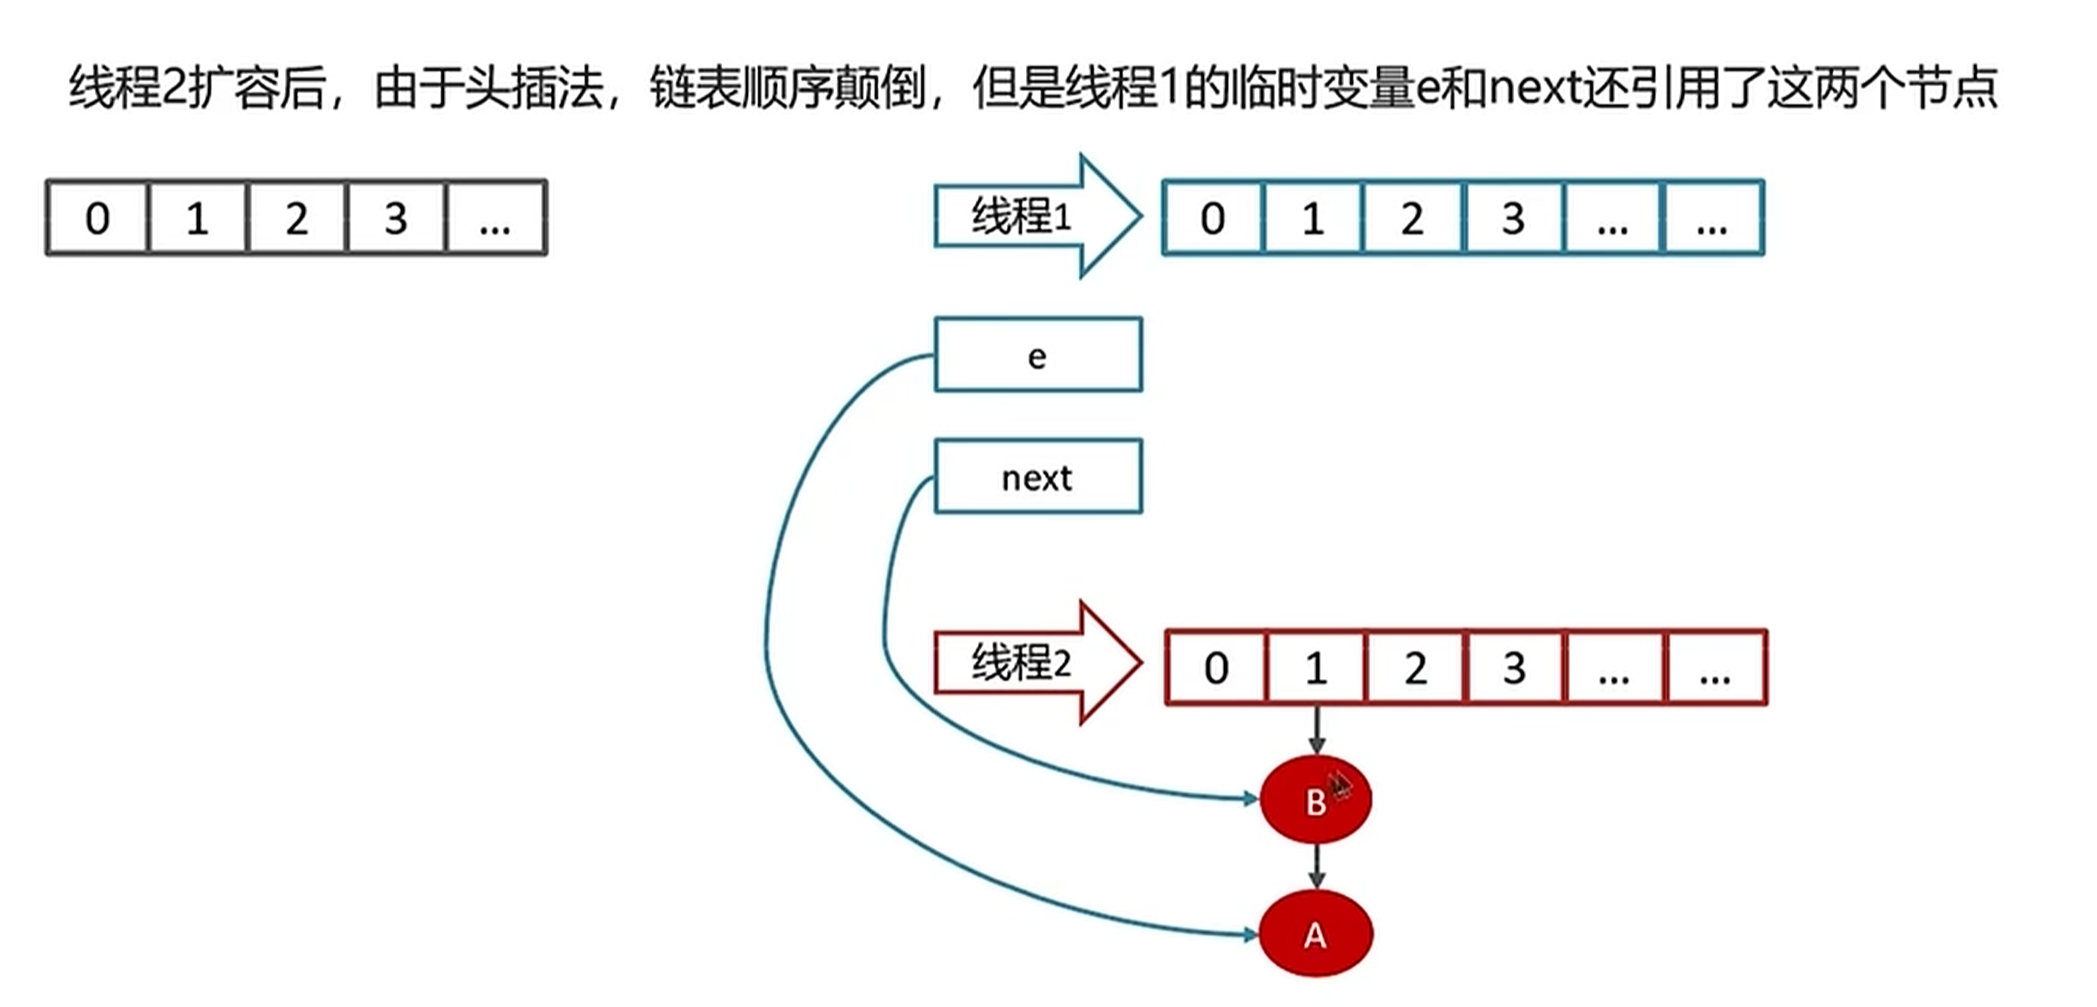 线程2扩容后，由于头插法，链表顺序颠倒，但是线程1的临时变量e和next还引用了这两个节点
0 1 2 3 ...
线程1
0 1 2 3 ... ...
e
next
线程2
0 1 2 3 ... ...
B
A